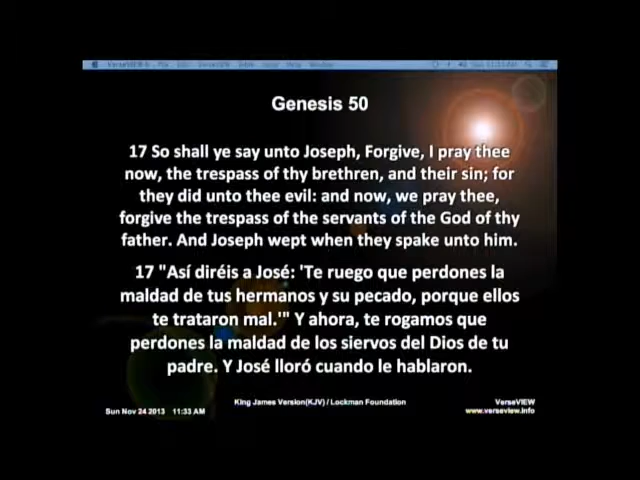 Genesis 50
17 So shall ye say unto Joseph, Forgive, I pray thee
now, the trespass of thy brethren, and their sin; for
they did unto thee evil: and now, we pray thee,
forgive the trespass of the servants of the God of thy
father. And Joseph wept when they spake unto him.
17 "Así diréis a José: 'Te ruego que perdones la
maldad de tus hermanos y su pecado, porque ellos
te trataron mal.'" Y ahora, te rogamos que
perdones la maldad de los siervos del Dios de tu
padre. Y José lloró cuando le hablaron.
King James Version(KJV) / Lockman Foundation
VerseVIEW
Sun Nov 24 2013 11:33 AM
www.verseview.info